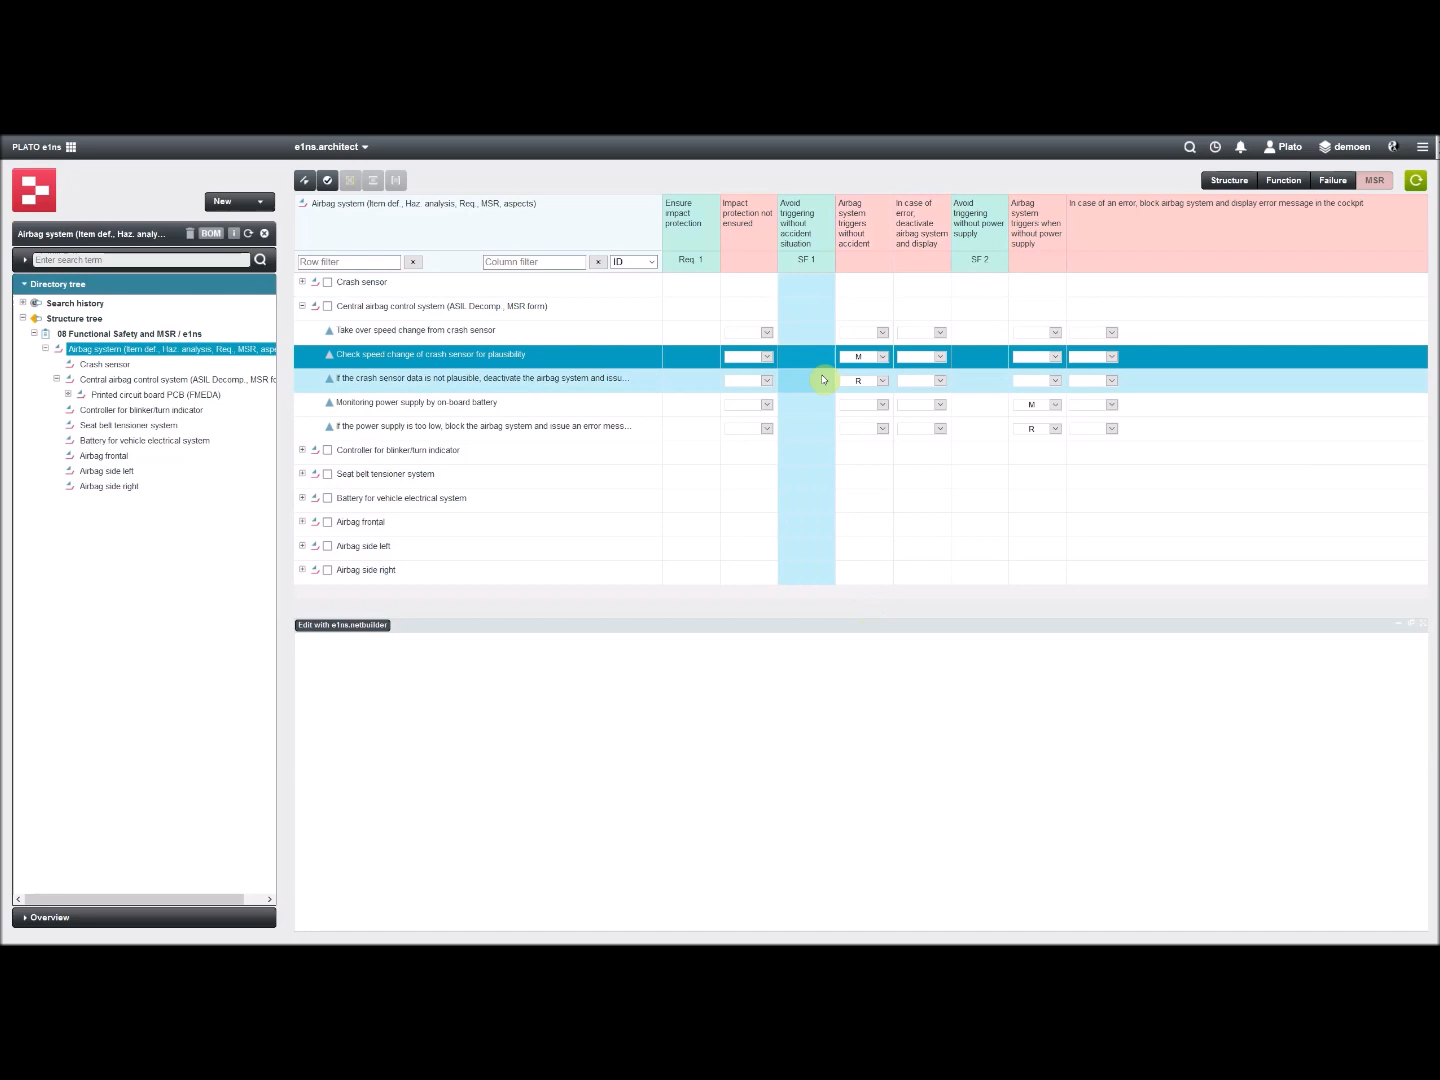 PLATO e1ns
e1ns.architect
Plato
demoen
New
Structure
Function
Failure
MSR
Airbag system (Item def., Haz. analy...
BOM
i
Enter search term
Directory tree
Search history
Structure tree
08 Functional Safety and MSR / e1ns
Airbag system (Item def., Haz. analysis, Req., MSR, aspe
Crash sensor
Central airbag control system (ASIL Decomp., MSR fo
Printed circuit board PCB (FMEDA)
Controller for blinker/turn indicator
Seat belt tensioner system
Battery for vehicle electrical system
Airbag frontal
Airbag side left
Airbag side right
Overview
Airbag system (Item def., Haz. analysis, Req., MSR, aspects)
Ensure impact protection
Impact protection not ensured
Avoid triggering without accident situation
Airbag system triggers without accident
In case of error, deactivate airbag system and display
Avoid triggering without power supply
Airbag system triggers when without power supply.
In case of an error, block airbag system and display error message in the cockpit
Row filter
×
Column filter
×
ID
Req. 1
SF 1
SF 2
Crash sensor
Central airbag control system (ASIL Decomp., MSR form)
Take over speed change from crash sensor
Check speed change of crash sensor for plausibility
M
If the crash sensor data is not plausible, deactivate the airbag system and issu...
R
Monitoring power supply by on-board battery
M
If the power supply is too low, block the airbag system and issue an error mess...
R
Controller for blinker/turn indicator
Seat belt tensioner system
Battery for vehicle electrical system
Airbag frontal
Airbag side left
Airbag side right
Edit with e1ns.netbuilder